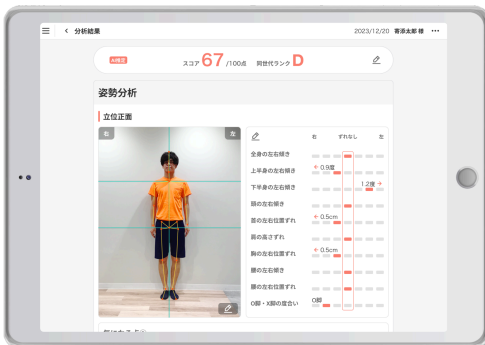 分析結果
2023/12/20 寄添太郎 様
AI推定 スコア 67 /100点 同世代ランク D
姿勢分析
立位正面
右 左
右 ずれなし 左
全身の左右傾き
上半身の左右傾き ← 0.9度
下半身の左右傾き 1.2度 →
頭の左右傾き
首の左右位置ずれ ← 0.5cm
肩の高さずれ
胸の左右位置ずれ ← 0.5cm
腰の左右傾き
腰の左右位置ずれ
O脚・X脚の度合い O脚